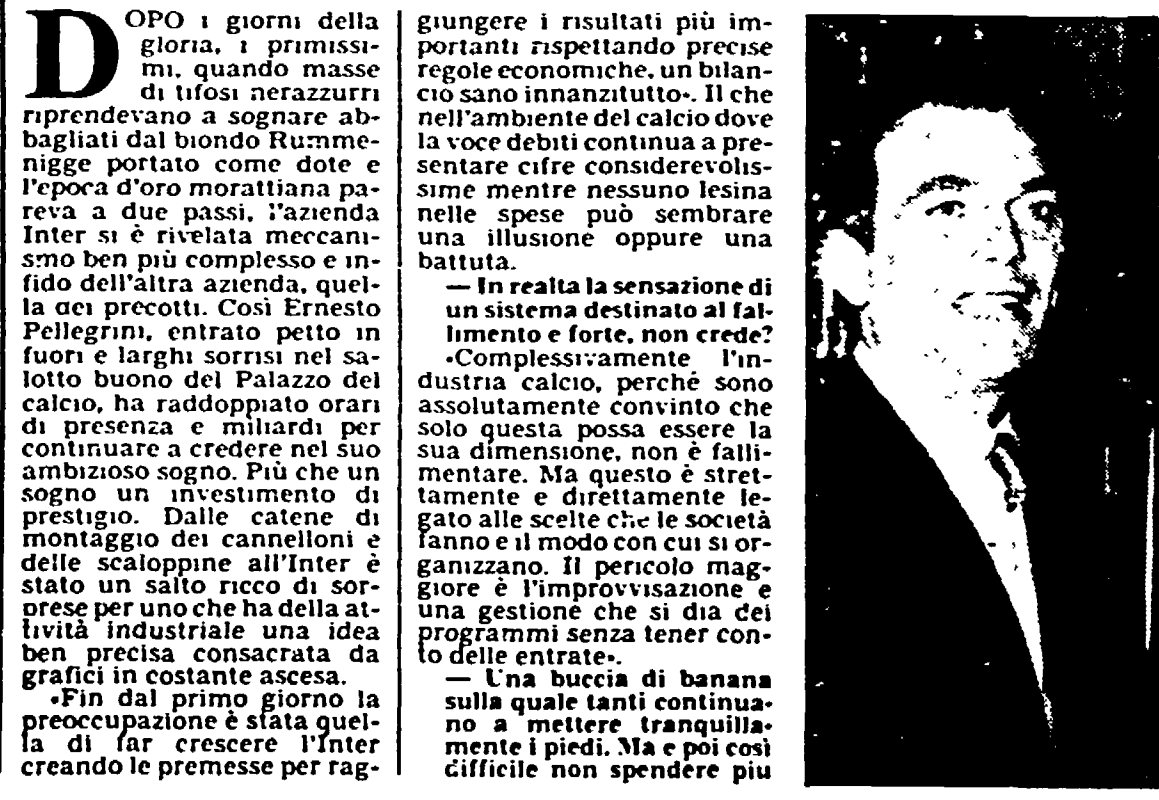 DOPO i giorni della
gloria, i primissi-
mi, quando masse
di tifosi nerazzurri
riprendevano a sognare ab-
bagliati dal biondo Rumme-
nigge portato come dote e
l'epoca d'oro morattiana pa-
reva a due passi, l'azienda
Inter si è rivelata meccani-
smo ben più complesso e in-
fido dell'altra azienda, quel-
la dei precotti. Così Ernesto
Pellegrini, entrato petto in
fuori e larghi sorrisi nel sa-
lotto buono del Palazzo del
calcio, ha raddoppiato orari
di presenza e miliardi per
continuare a credere nel suo
ambizioso sogno. Più che un
sogno un investimento di
prestigio. Dalle catene di
montaggio dei cannelloni e
delle scaloppine all'Inter è
stato un salto ricco di sor-
prese per uno che ha della at-
tività industriale una idea
ben precisa consacrata da
grafici in costante ascesa.
«Fin dal primo giorno la
preoccupazione è stata quel-
la di far crescere l'Inter
creando le premesse per rag-
giungere i risultati più im-
portanti rispettando precise
regole economiche, un bilan-
cio sano innanzitutto». Il che
nell'ambiente del calcio dove
la voce debiti continua a pre-
sentare cifre considerevolis-
sime mentre nessuno lesina
nelle spese può sembrare
una illusione oppure una
battuta.
— In realta la sensazione di
un sistema destinato al fal-
limento e forte, non crede?
«Complessivamente l'in-
dustria calcio, perché sono
assolutamente convinto che
solo questa possa essere la
sua dimensione, non è falli-
mentare. Ma questo è stret-
tamente e direttamente le-
gato alle scelte che le società
fanno e il modo con cui si or-
ganizzano. Il pericolo mag-
giore è l'improvvisazione e
una gestione che si dia dei
programmi senza tener con-
to delle entrate».
— Una buccia di banana
sulla quale tanti continua-
no a mettere tranquilla-
mente i piedi. Ma e poi così
difficile non spendere piu